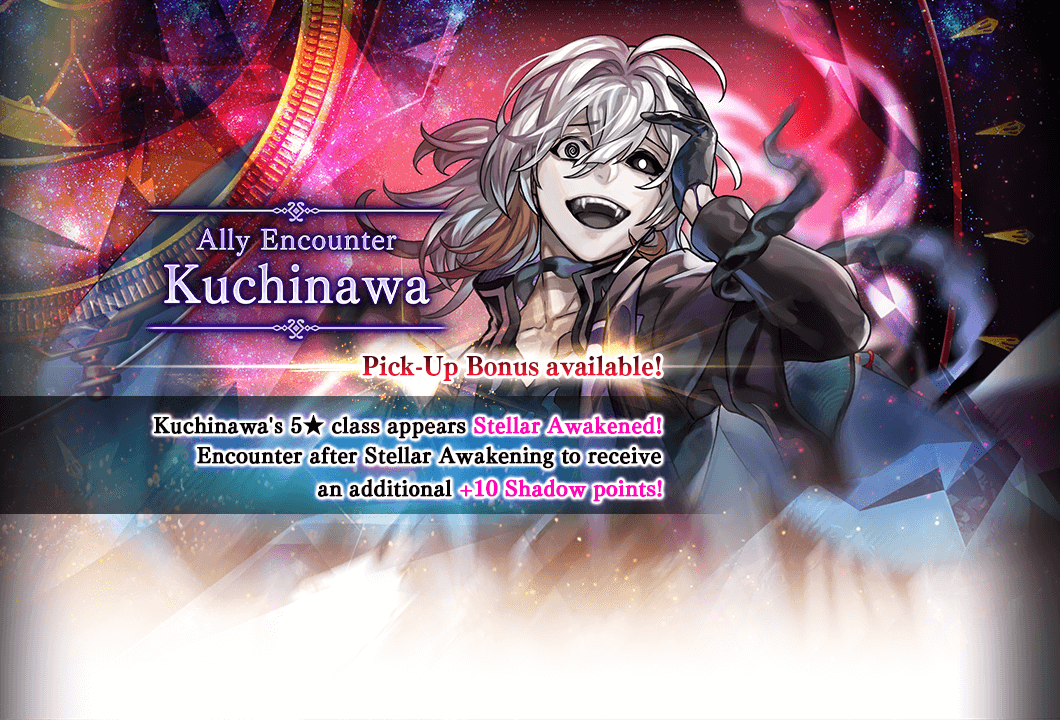 Ally Encounter
Kuchinawa
Pick-Up Bonus available!
Kuchinawa's 5★ class appears Stellar Awakened!
Encounter after Stellar Awakening to receive
an additional +10 Shadow points!